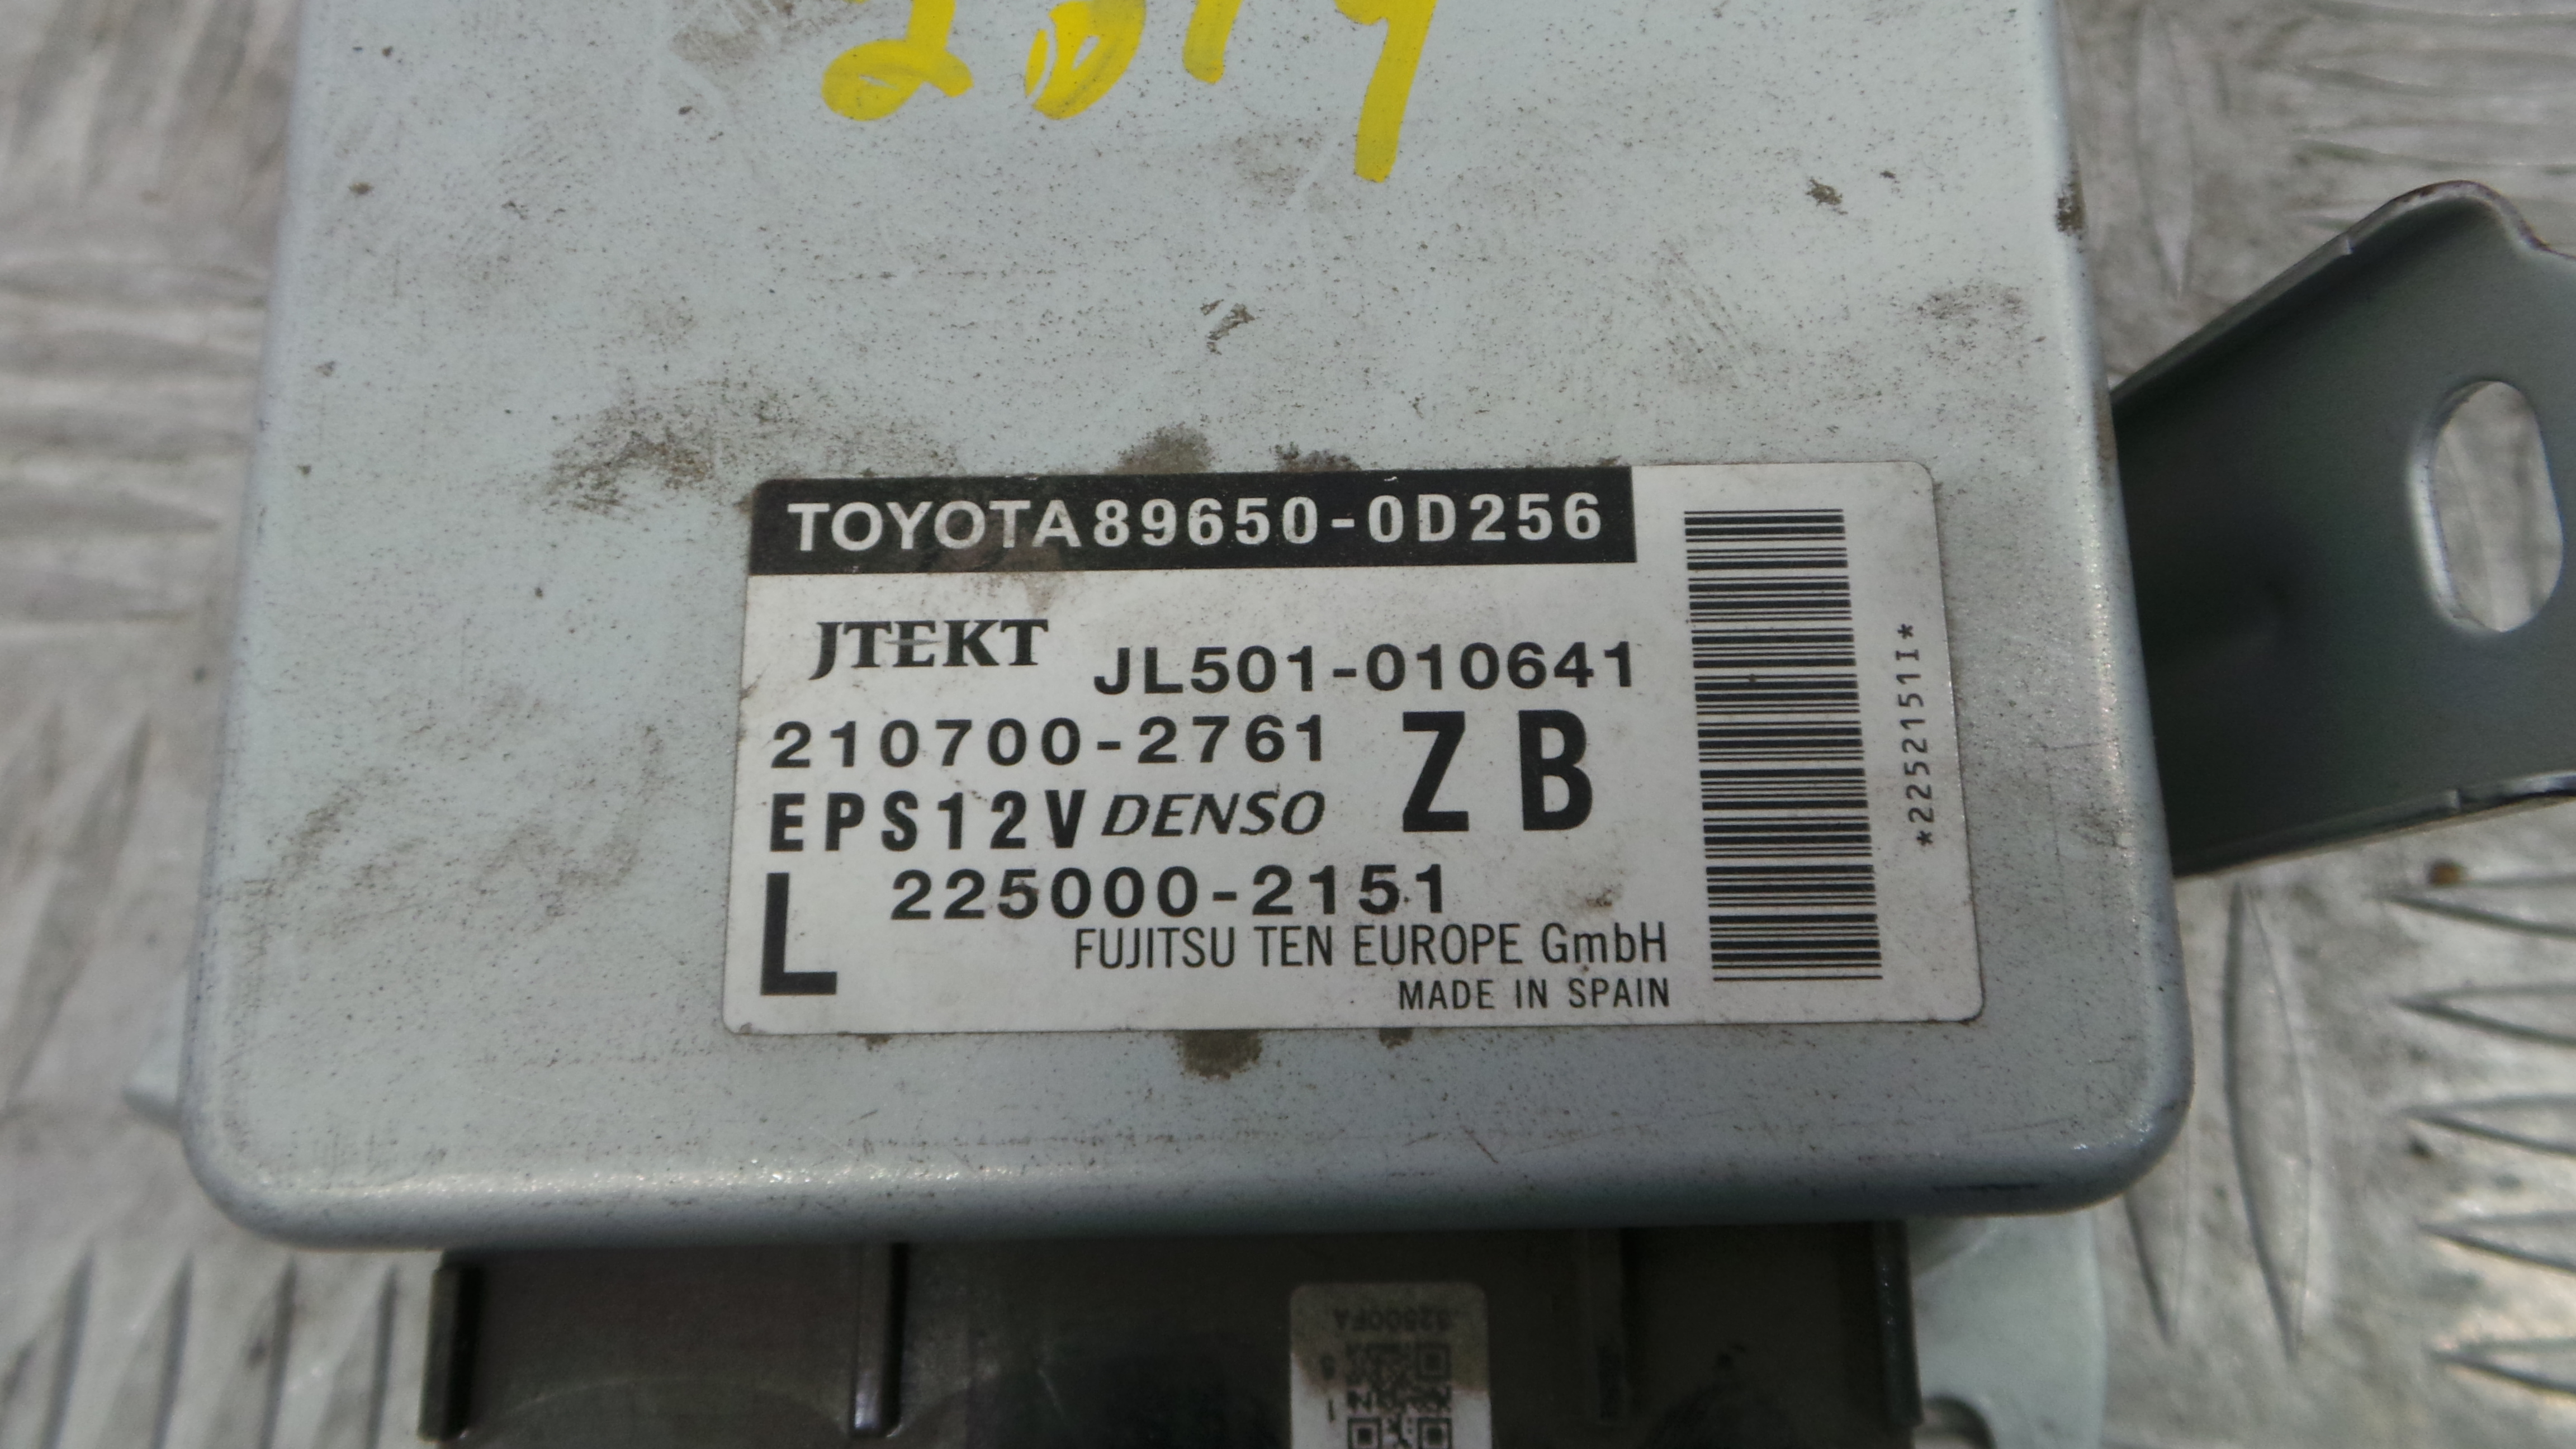 2019
TOYOTA 89650-0D256
JTEKT JL501-010641
210700-2761 ZB
EPS12V DENSO
L 225000-2151
FUJITSU TEN EUROPE GmbH
MADE IN SPAIN
*2252151I*